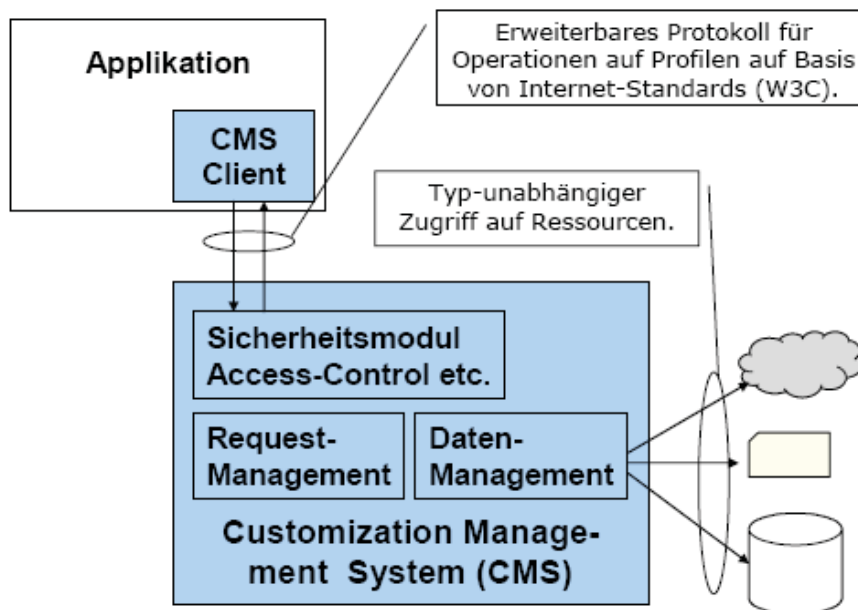 Applikation
CMS
Client
Erweiterbares Protokoll für
Operationen auf Profilen auf Basis
von Internet-Standards (W3C).
Typ-unabhängiger
Zugriff auf Ressourcen.
Sicherheitsmodul
Access-Control etc.
Request-
Management
Daten-
Management
Customization Manage-
ment System (CMS)